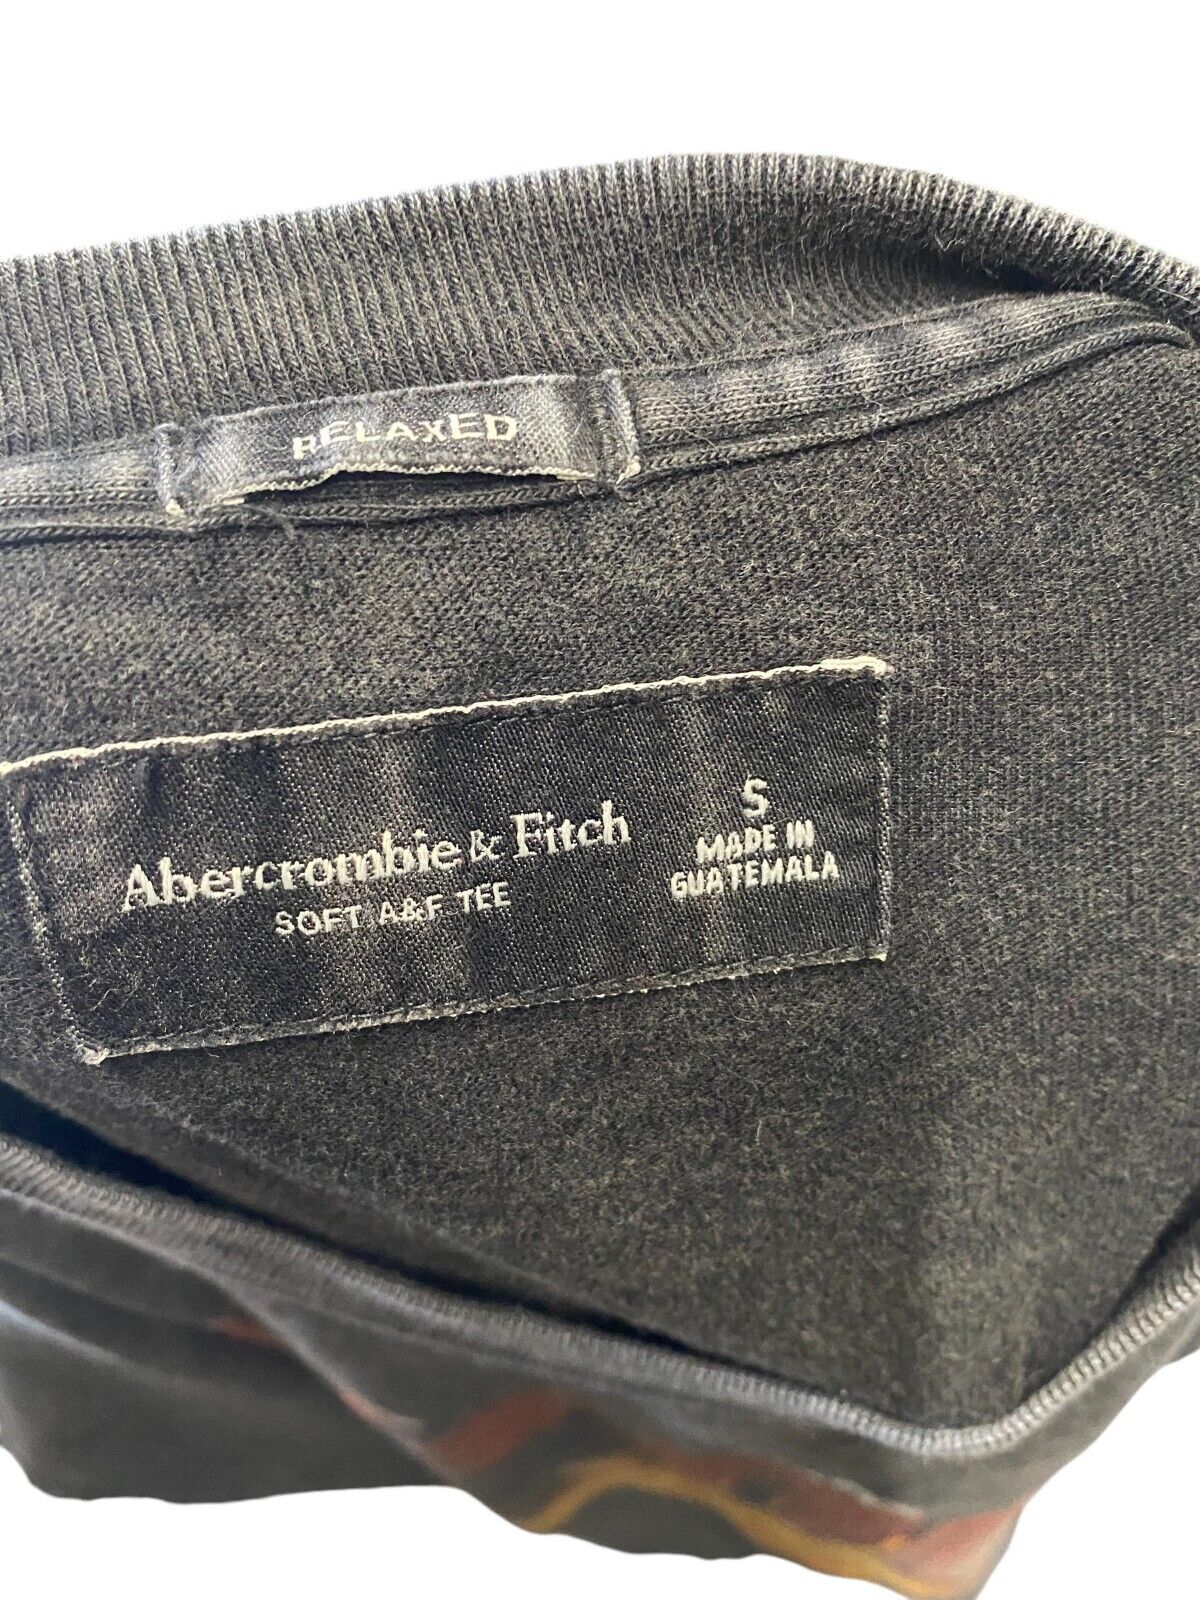 RELAXED
Abercrombie & Fitch
SOFT A&F TEE
S
MADE IN
GUATEMALA